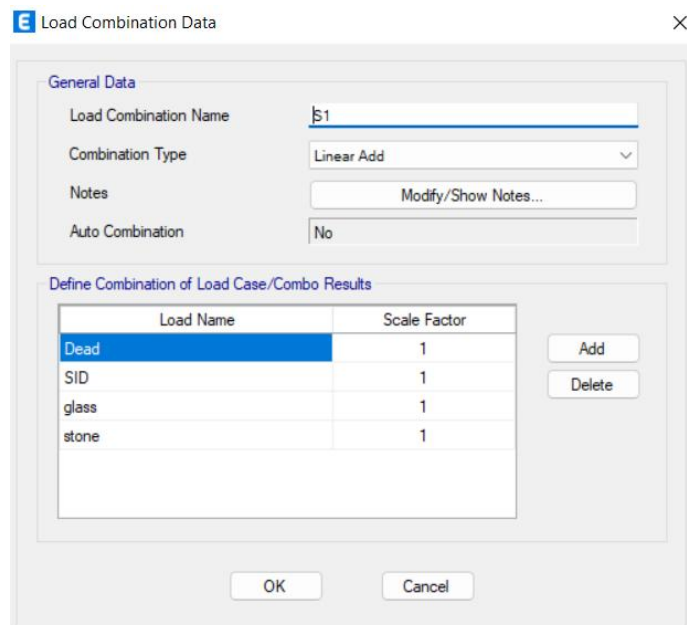 E Load Combination Data
General Data
Load Combination Name S1
Combination Type Linear Add
Notes Modify/Show Notes...
Auto Combination No
Define Combination of Load Case/Combo Results
Load Name Scale Factor
Dead 1 Add
SID 1 Delete
glass 1
stone 1
OK Cancel